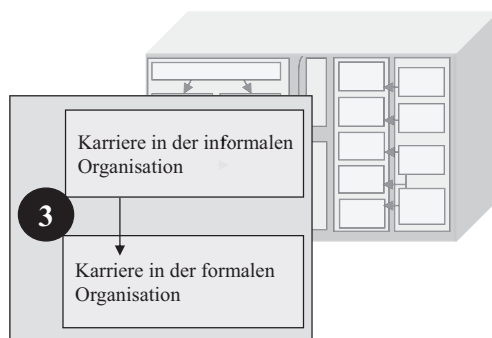 Karriere in der informalen
Organisation
3
Karriere in der formalen
Organisation